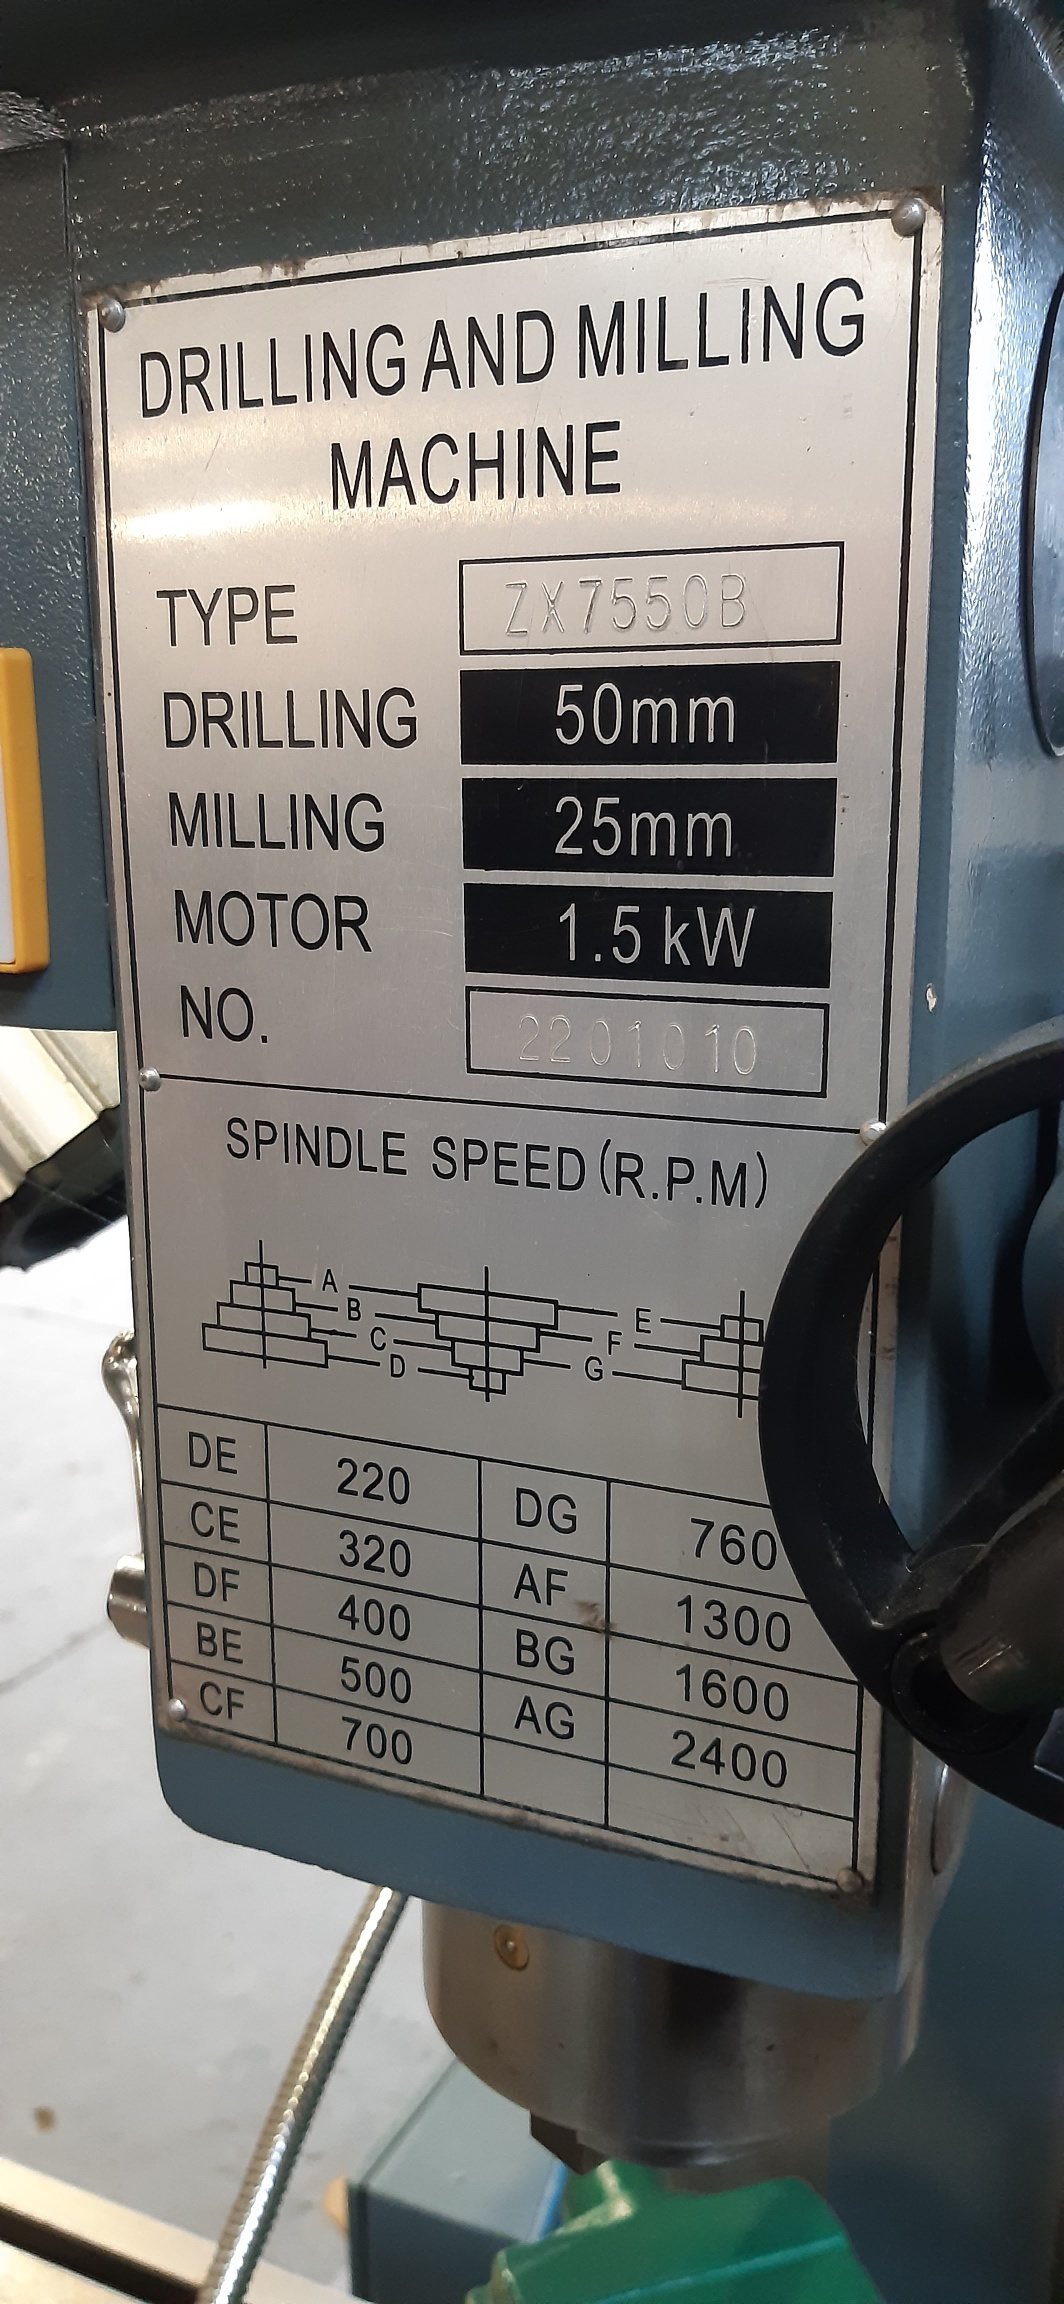 DRILLING AND MILLING
MACHINE
TYPE ZX7550B
DRILLING 50mm
MILLING 25mm
MOTOR 1.5 kW
NO. 2201010
SPINDLE SPEED (R.P.M)
A
B
C
D
E
F
G
DE 220 DG 760
CE 320 AF 1300
DF 400 BG 1600
BE 500 AG 2400
CF 700